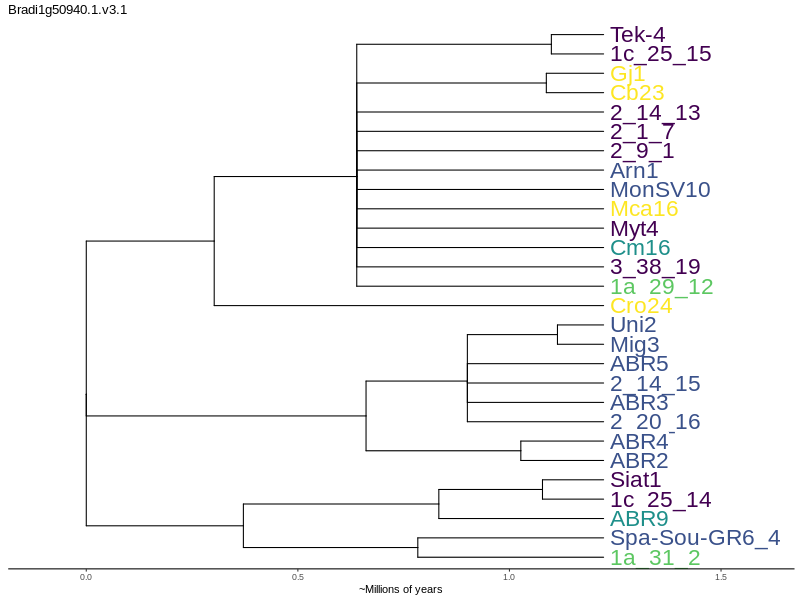 Bradi1g50940.1.v3.1
Tek-4
1c_25_15
Gj1
Cb23
2_14_13
2_1_7
2_9_1
Arn1
MonSV10
Mca16
Myt4
Cm16
3_38_19
1a_29_12
Cro24
Uni2
Mig3
ABR5
2_14_15
ABR3
2_20_16
ABR4
ABR2
Siat1
1c_25_14
ABR9
Spa-Sou-GR6_4
1a_31_2
0.0 0.5 1.0 1.5
~Millions of years